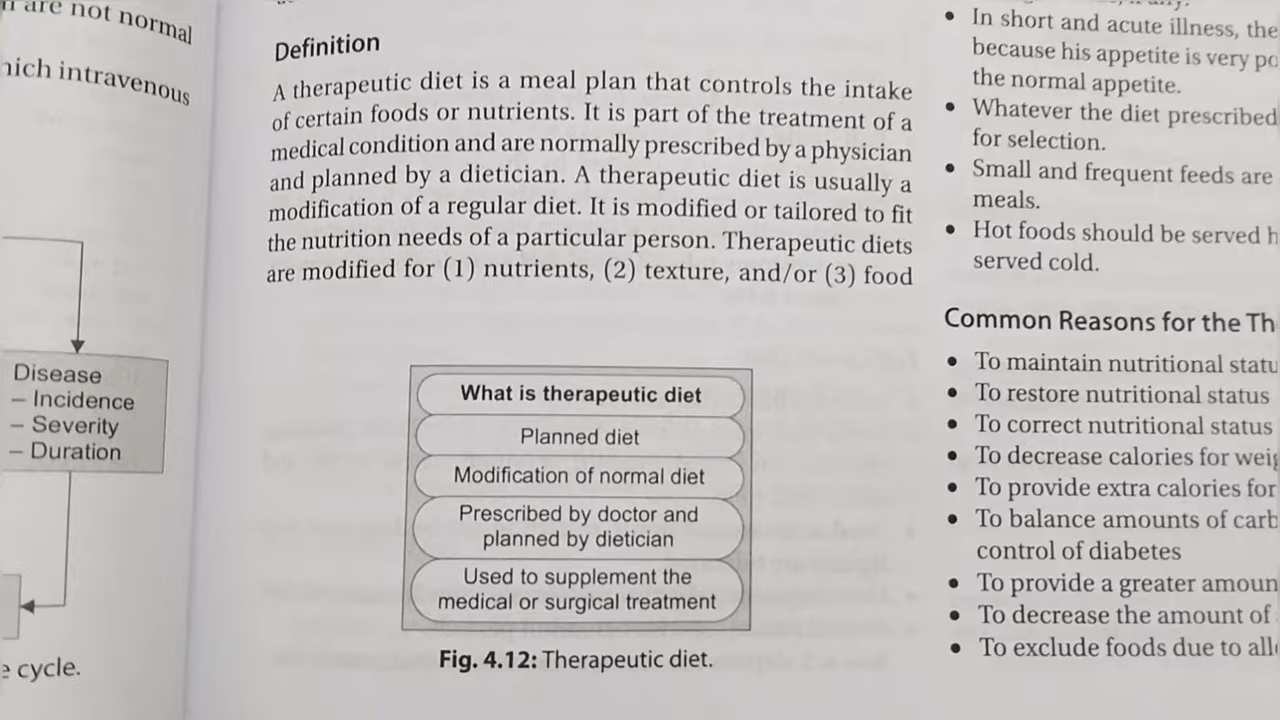 are not normal
intravenous
Disease
– Incidence
– Severity
– Duration
cycle.
Definition
A therapeutic diet is a meal plan that controls the intake
of certain foods or nutrients. It is part of the treatment of a
medical condition and are normally prescribed by a physician
and planned by a dietician. A therapeutic diet is usually a
modification of a regular diet. It is modified or tailored to fit
the nutrition needs of a particular person. Therapeutic diets
are modified for (1) nutrients, (2) texture, and/or (3) food
What is therapeutic diet
Planned diet
Modification of normal diet
Prescribed by doctor and
planned by dietician
Used to supplement the
medical or surgical treatment
Fig. 4.12: Therapeutic diet.
• In short and acute illness, the
because his appetite is very
the normal appetite.
• Whatever the diet prescribed
for selection.
• Small and frequent feeds are
meals.
• Hot foods should be served
served cold.
Common Reasons for the
• To maintain nutritional
• To restore nutritional status
• To correct nutritional status
• To decrease calories for
• To provide extra calories for
• To balance amounts of
control of diabetes
• To provide a greater
• To decrease the amount of
• To exclude foods due to